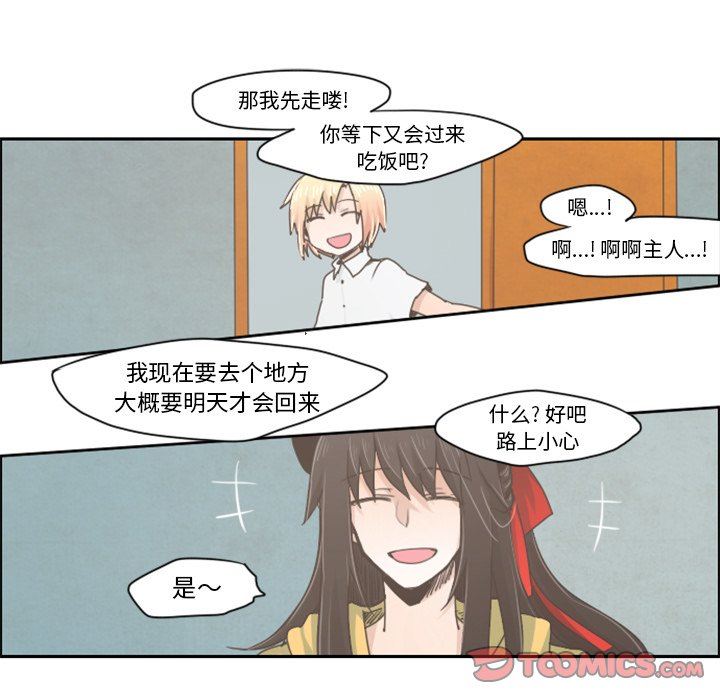 那我先走喽!
你等下又会过来
吃饭吧?
嗯...!
啊...! 啊啊主人...!
我现在要去个地方
大概要明天才会回来
什么? 好吧
路上小心
是～
TOOMICS.COM